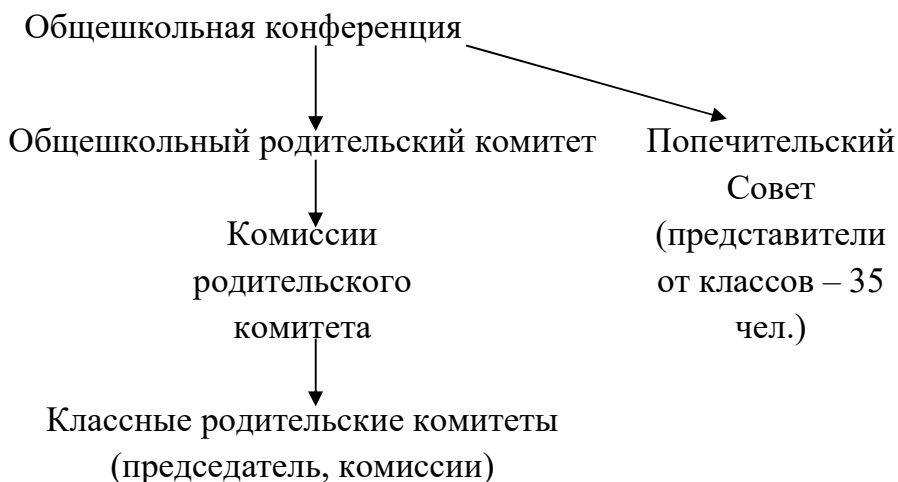 Общешкольная конференция
Общешкольный родительский комитет
Попечительский
Совет
(представители
от классов – 35
чел.)
Комиссии
родительского
комитета
Классные родительские комитеты
(председатель, комиссии)